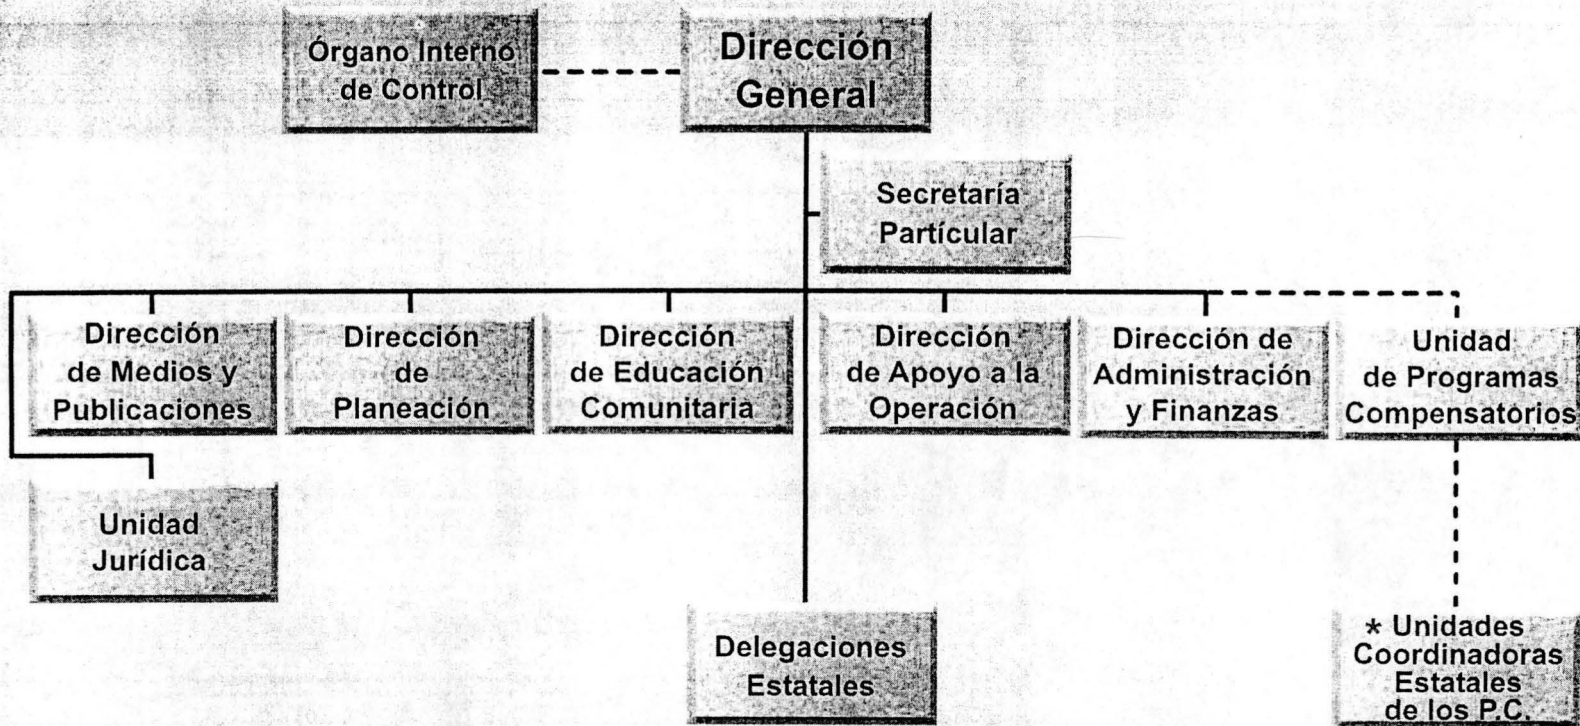 Órgano Interno
de Control
Dirección
General
Secretaría
Partícular
Dirección
de Medios y
Publicaciones
Dirección
de
Planeación
Dirección
de Educación
Comunitaria
Dirección
de Apoyo a la
Operación
Dirección de
Administración
y Finanzas
Unidad
de Programas
Compensatorios
Unidad
Jurídica
Delegaciones
Estatales
* Unidades
Coordinadoras
Estatales
de los P.C.